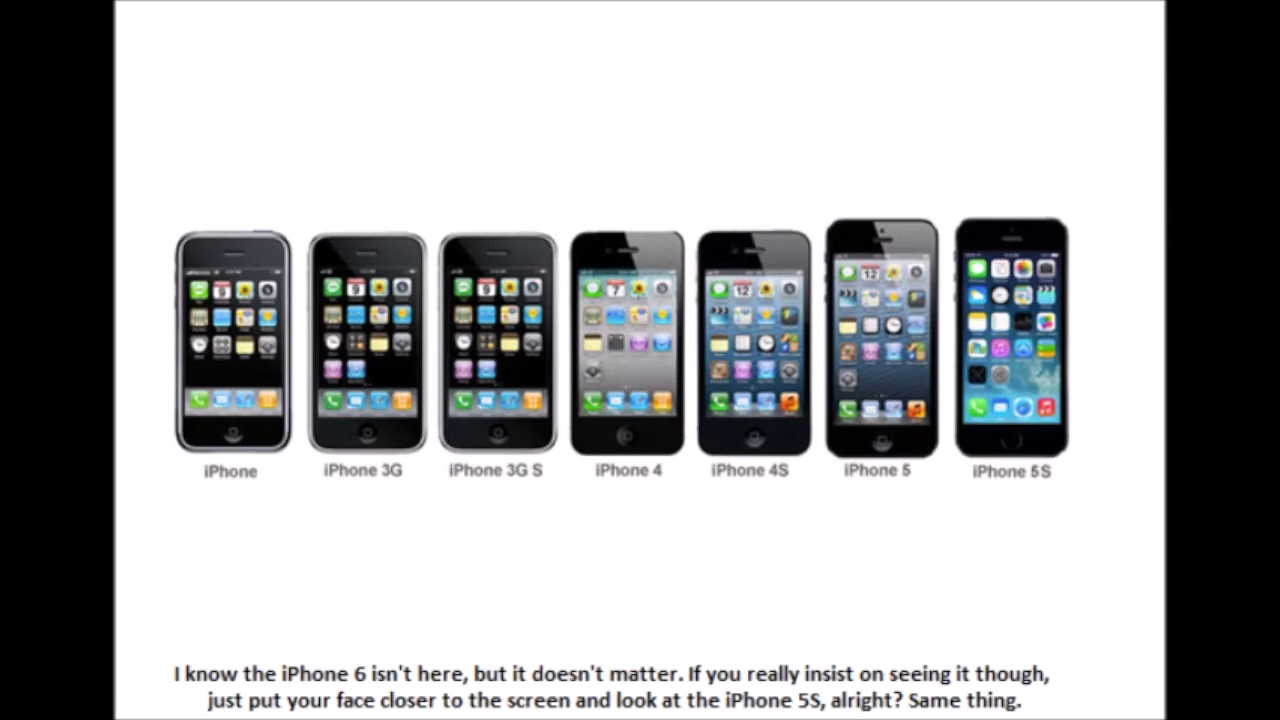 iPhone
iPhone 3G
iPhone 3G S
iPhone 4
iPhone 4S
iPhone 5
iPhone 5S
I know the iPhone 6 isn't here, but it doesn't matter. If you really insist on seeing it though,
just put your face closer to the screen and look at the iPhone 5S, alright? Same thing.